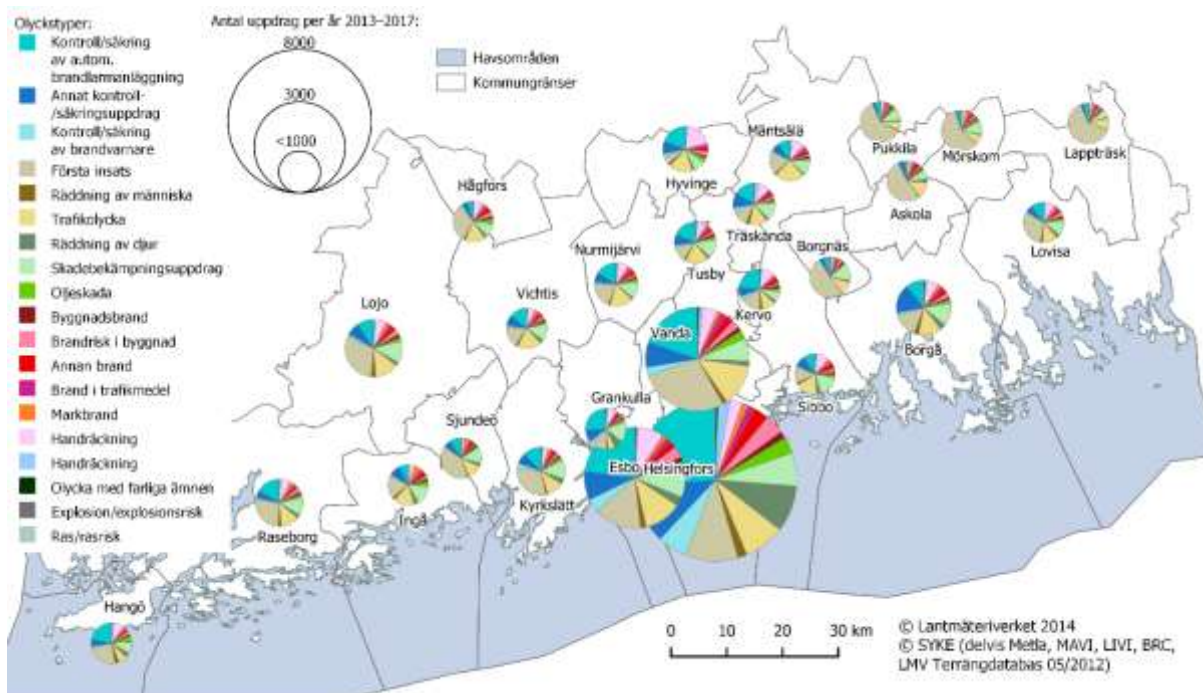 Olyckstyper:
Kontroll/säkring
av autom.
brandlarmanläggning
Annat kontroll-
/säkringsuppdrag
Kontroll/säkring
av brandvarnare
Första insats
Räddning av människa
Trafikolycka
Räddning av djur
Skadebekämpningsuppdrag
Oljeskada
Byggnadsbrand
Brandrisk i byggnad
Annan brand
Brand i trafikmedel
Markbrand
Handräckning
Handräckning
Olycka med farliga ämnen
Explosion/explosionsrisk
Ras/rasrisk
Antal uppdrag per år 2013–2017:
8000
3000
<1000
Havsområden
Kommungränser
Mäntsälä
Pukkila
Mörskom
Lappträsk
Hyvinge
Högfors
Askola
Träskända
Borgnäs
Lovisa
Nurmijärvi
Tusby
Lojo
Vichtis
Kervo
Vanda
Borgå
Sibbo
Grankulla
Sjundeå
Esbo
Helsingfors
Kyrkslätt
Ingå
Raseborg
Hangö
0 10 20 30 km
© Lantmäteriverket 2014
© SYKE (delvis Metla, MAVI, LIVI, BRC,
LMV Terrängdatabas 05/2012)